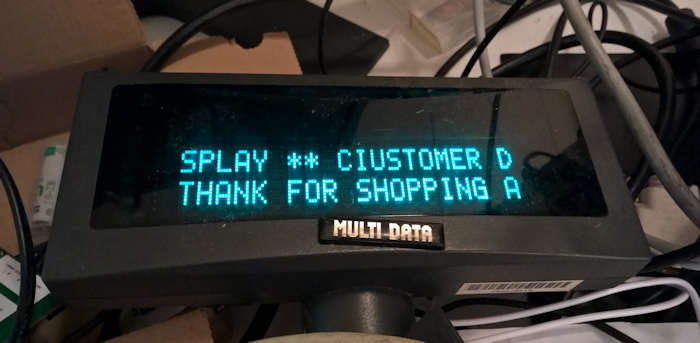 SPLAY ** CIUSTOMER D
THANK FOR SHOPPING A
MULTI DATA